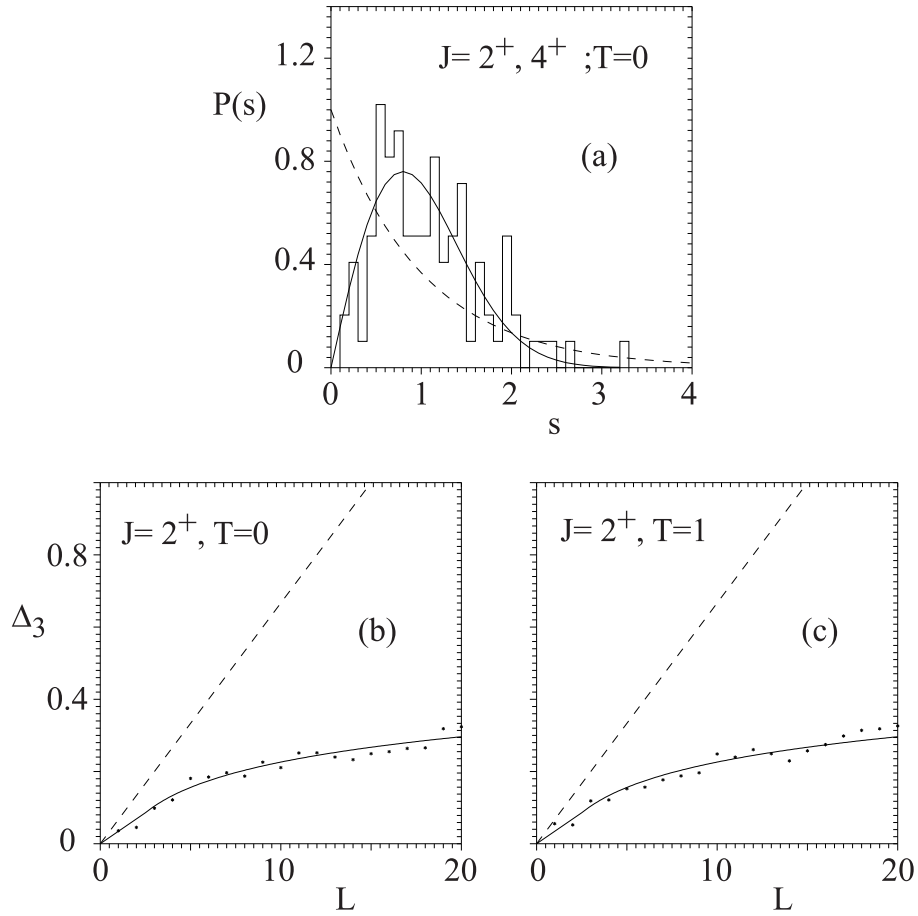 1.2
J= 2⁺, 4⁺ ;T=0
P(s)
0.8
(a)
0.4
0
0 1 2 3 4
s
J= 2⁺, T=0
J= 2⁺, T=1
0.8
Δ₃
(b)
(c)
0.4
0
0 10 20
0 10 20
L
L